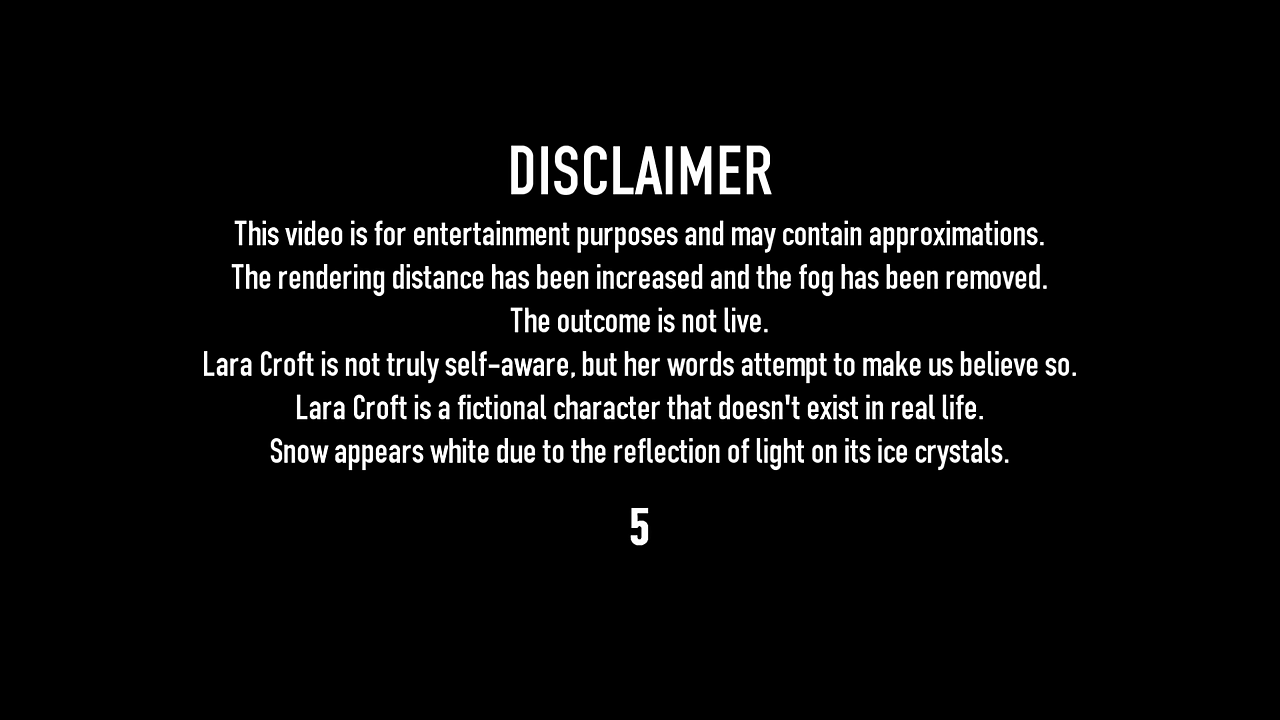 DISCLAIMER
This video is for entertainment purposes and may contain approximations.
The rendering distance has been increased and the fog has been removed.
The outcome is not live.
Lara Croft is not truly self-aware, but her words attempt to make us believe so.
Lara Croft is a fictional character that doesn't exist in real life.
Snow appears white due to the reflection of light on its ice crystals.
5